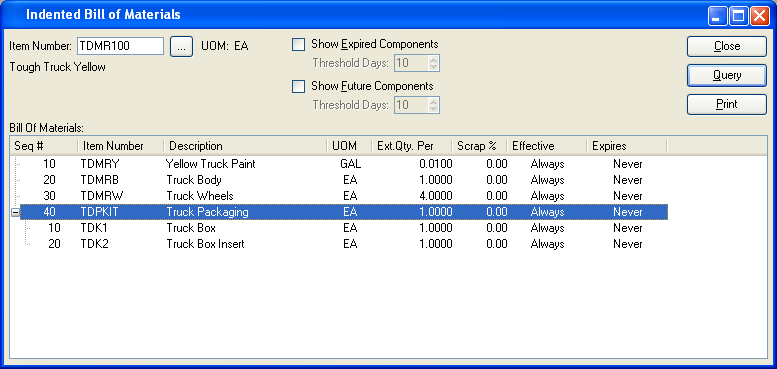 Indented Bill of Materials
Item Number: TDMR100 ... UOM: EA
Tough Truck Yellow
Show Expired Components
Threshold Days: 10
Show Future Components
Threshold Days: 10
Close
Query
Print
Bill Of Materials:
Seq # Item Number Description UOM Ext.Qty. Per Scrap % Effective Expires
10 TDMRY Yellow Truck Paint GAL 0.0100 0.00 Always Never
20 TDMRB Truck Body EA 1.0000 0.00 Always Never
30 TDMRW Truck Wheels EA 4.0000 0.00 Always Never
40 TDPKIT Truck Packaging EA 1.0000 0.00 Always Never
10 TDK1 Truck Box EA 1.0000 0.00 Always Never
20 TDK2 Truck Box Insert EA 1.0000 0.00 Always Never